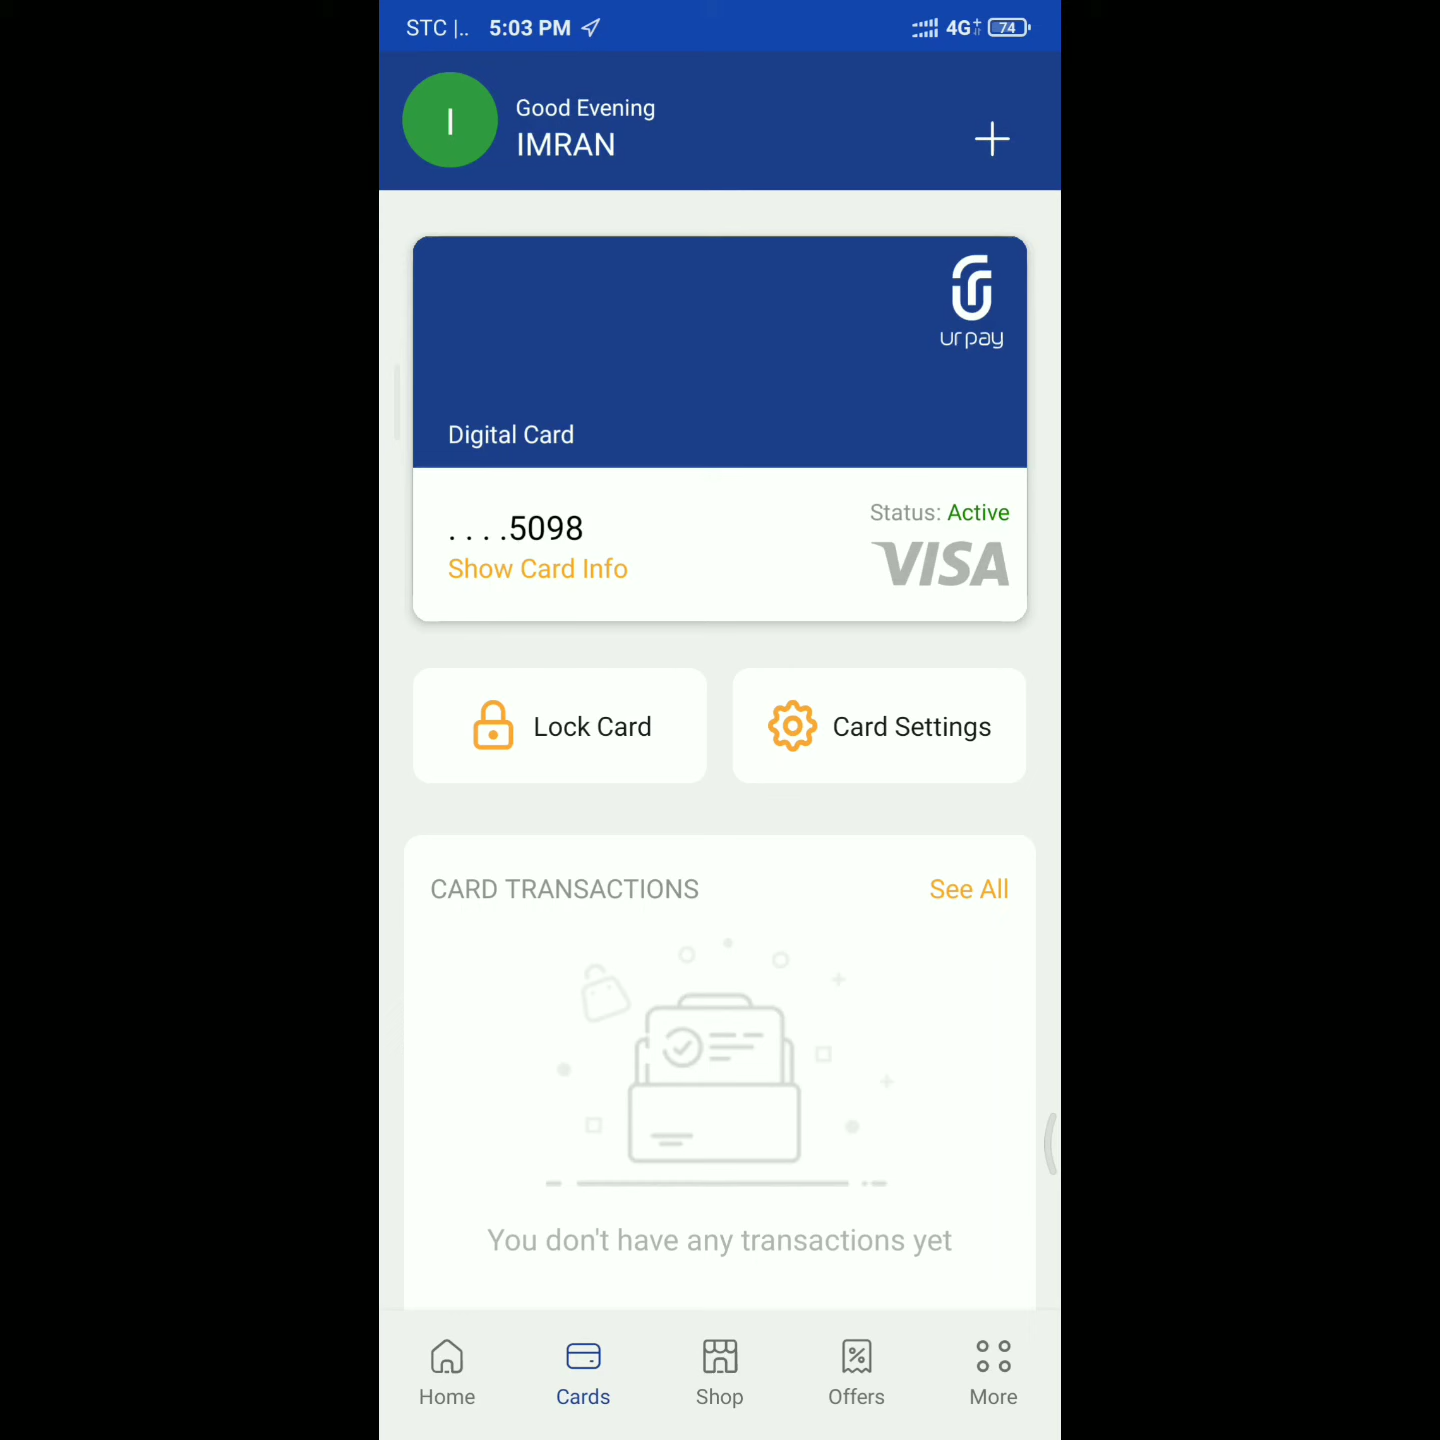 STC |.. 5:03 PM 4G+ 74
Good Evening
IMRAN
urpay
Digital Card
. . . .5098
Status: Active
Show Card Info
VISA
Lock Card
Card Settings
CARD TRANSACTIONS
See All
You don't have any transactions yet
Home
Cards
Shop
Offers
More